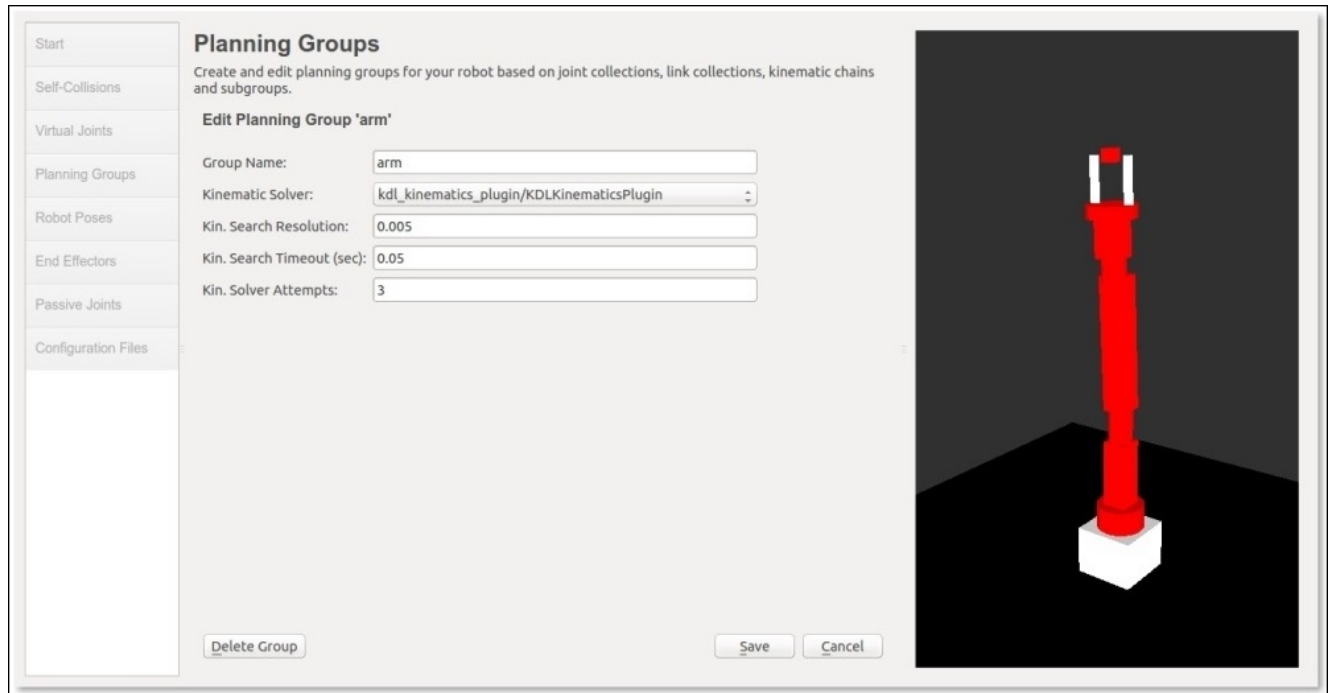 Start
Self-Collisions
Virtual Joints
Planning Groups
Robot Poses
End Effectors
Passive Joints
Configuration Files
Planning Groups
Create and edit planning groups for your robot based on joint collections, link collections, kinematic chains
and subgroups.
Edit Planning Group 'arm'
Group Name: arm
Kinematic Solver: kdl_kinematics_plugin/KDLKinematicsPlugin
Kin. Search Resolution: 0.005
Kin. Search Timeout (sec): 0.05
Kin. Solver Attempts: 3
Delete Group Save Cancel